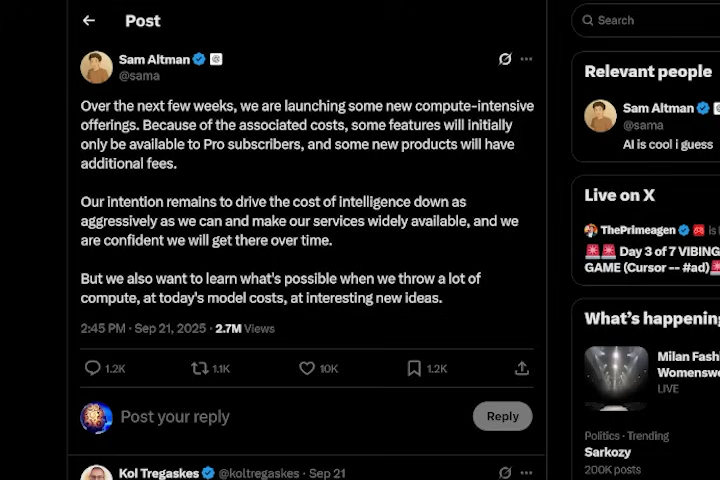 Post
Search
Sam Altman
@sama
Over the next few weeks, we are launching some new compute-intensive
offerings. Because of the associated costs, some features will initially
only be available to Pro subscribers, and some new products will have
additional fees.
Our intention remains to drive the cost of intelligence down as
aggressively as we can and make our services widely available, and we
are confident we will get there over time.
But we also want to learn what's possible when we throw a lot of
compute, at today's model costs, at interesting new ideas.
2:45 PM · Sep 21, 2025 · 2.7M Views
1.2K 1.1K 10K 1.2K
Post your reply
Reply
Kol Tregaskes @koltregaskes · Sep 21
Relevant people
Sam Altman
@sama
AI is cool i guess
Live on X
ThePrimeagen is
Day 3 of 7 VIBING
GAME (Cursor -- #ad)
What's happening
Milan Fash
Womenswe
LIVE
Politics · Trending
Sarkozy
200K posts